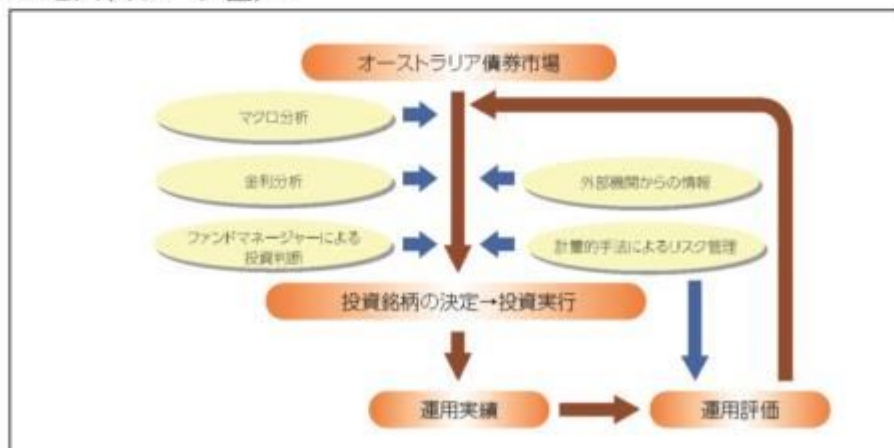 オーストラリア債券市場
マクロ分析
金利分析
外部機関からの情報
ファンドマネージャーによる
投資判断
計量的手法によるリスク管理
投資銘柄の決定→投資実行
運用実績
運用評価